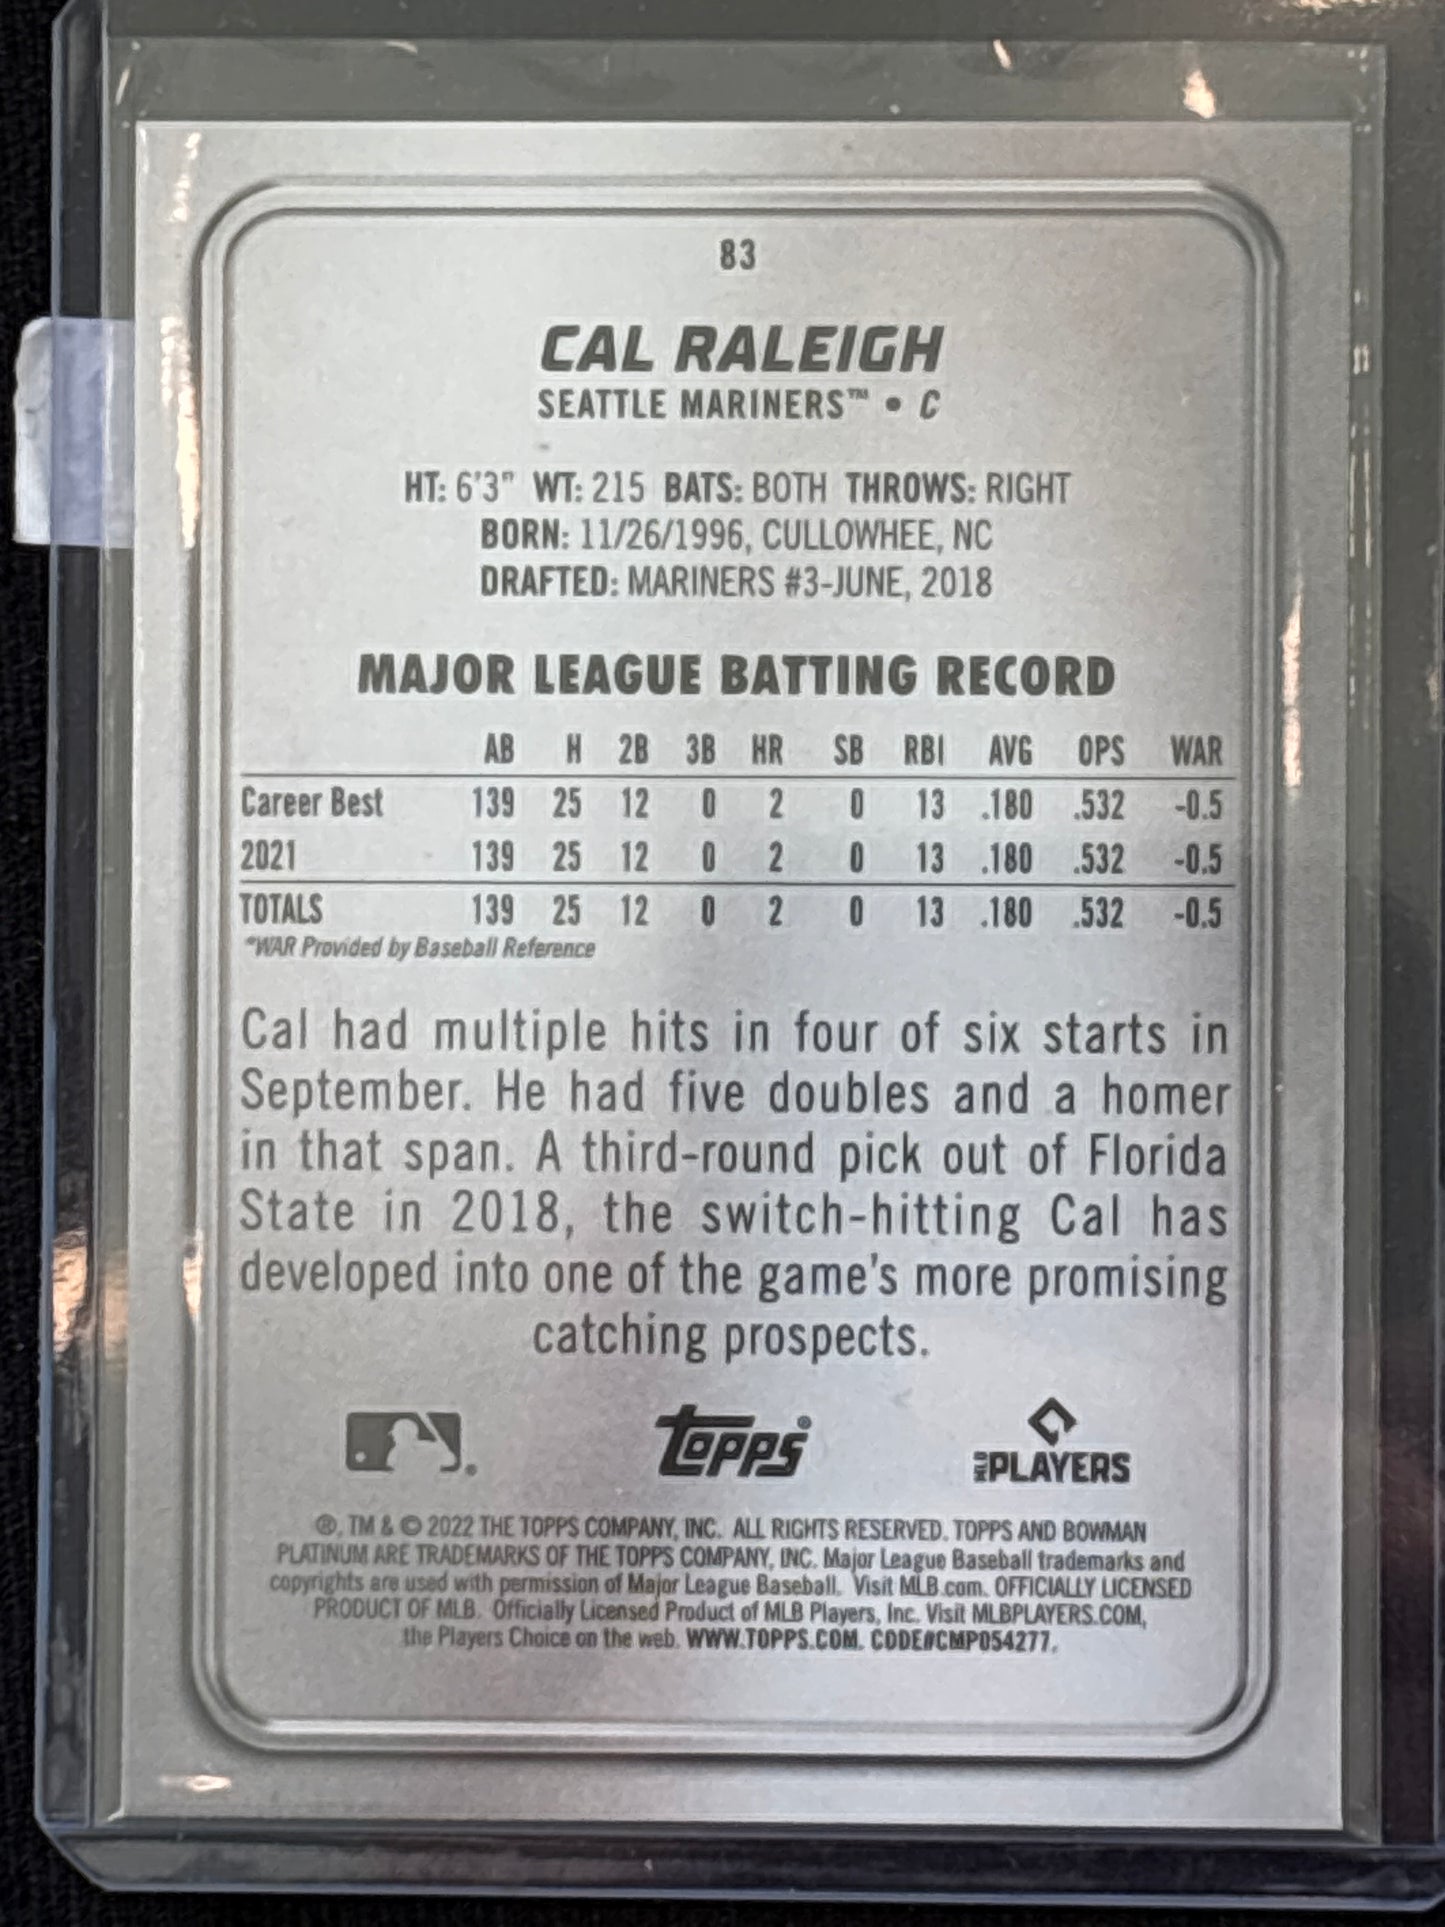 83
CAL RALEIGH
SEATTLE MARINERS™ • C
HT: 6'3" WT: 215 BATS: BOTH THROWS: RIGHT
BORN: 11/26/1996, CULLOWHEE, NC
DRAFTED: MARINERS #3-JUNE, 2018
MAJOR LEAGUE BATTING RECORD
AB H 2B 3B HR SB RBI AVG OPS WAR
Career Best 139 25 12 0 2 0 13 .180 .532 -0.5
2021 139 25 12 0 2 0 13 .180 .532 -0.5
TOTALS 139 25 12 0 2 0 13 .180 .532 -0.5
*WAR Provided by Baseball Reference
Cal had multiple hits in four of six starts in
September. He had five doubles and a homer
in that span. A third-round pick out of Florida
State in 2018, the switch-hitting Cal has
developed into one of the game's more promising
catching prospects.
Topps® MLB PLAYERS
®, TM & © 2022 THE TOPPS COMPANY, INC. ALL RIGHTS RESERVED. TOPPS AND BOWMAN
PLATINUM ARE TRADEMARKS OF THE TOPPS COMPANY, INC. Major League Baseball trademarks and
copyrights are used with permission of Major League Baseball. Visit MLB.com. OFFICIALLY LICENSED
PRODUCT OF MLB. Officially Licensed Product of MLB Players, Inc. Visit MLBPLAYERS.COM,
the Players Choice on the web. WWW.TOPPS.COM. CODE#CMP054277.